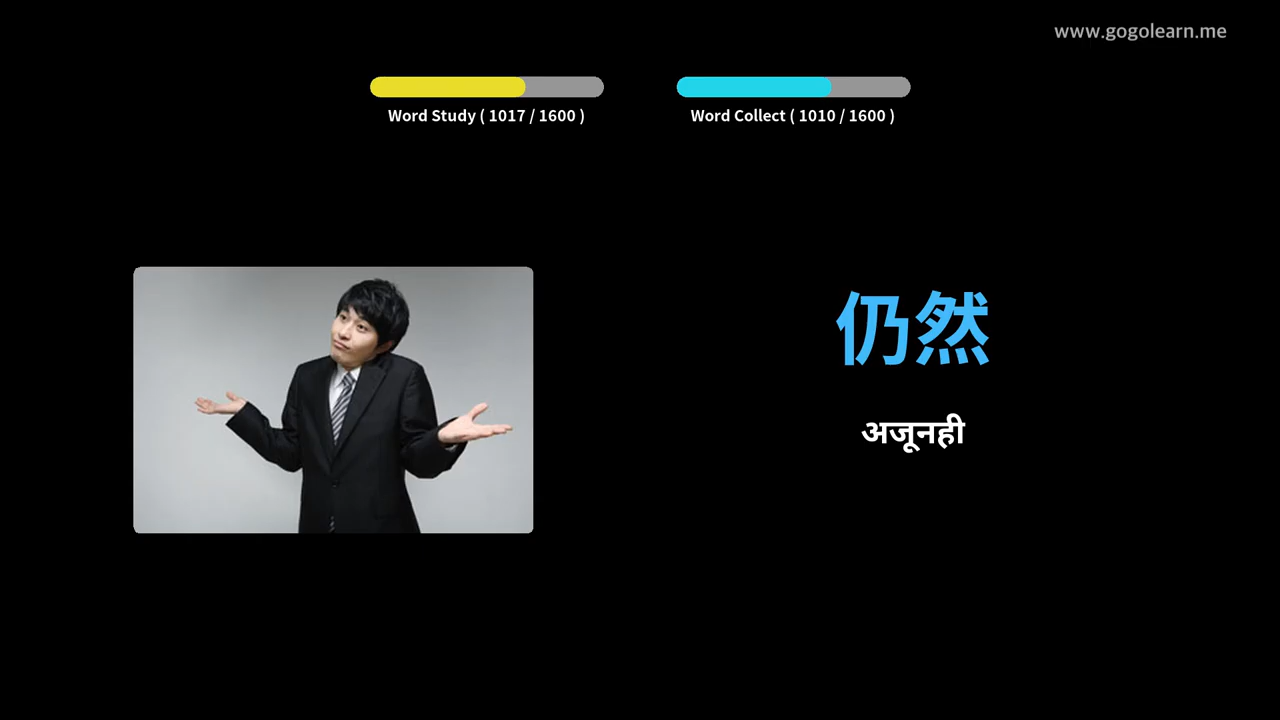 www.gogolearn.me
Word Study ( 1017 / 1600 )
Word Collect ( 1010 / 1600 )
仍然
अजूनही